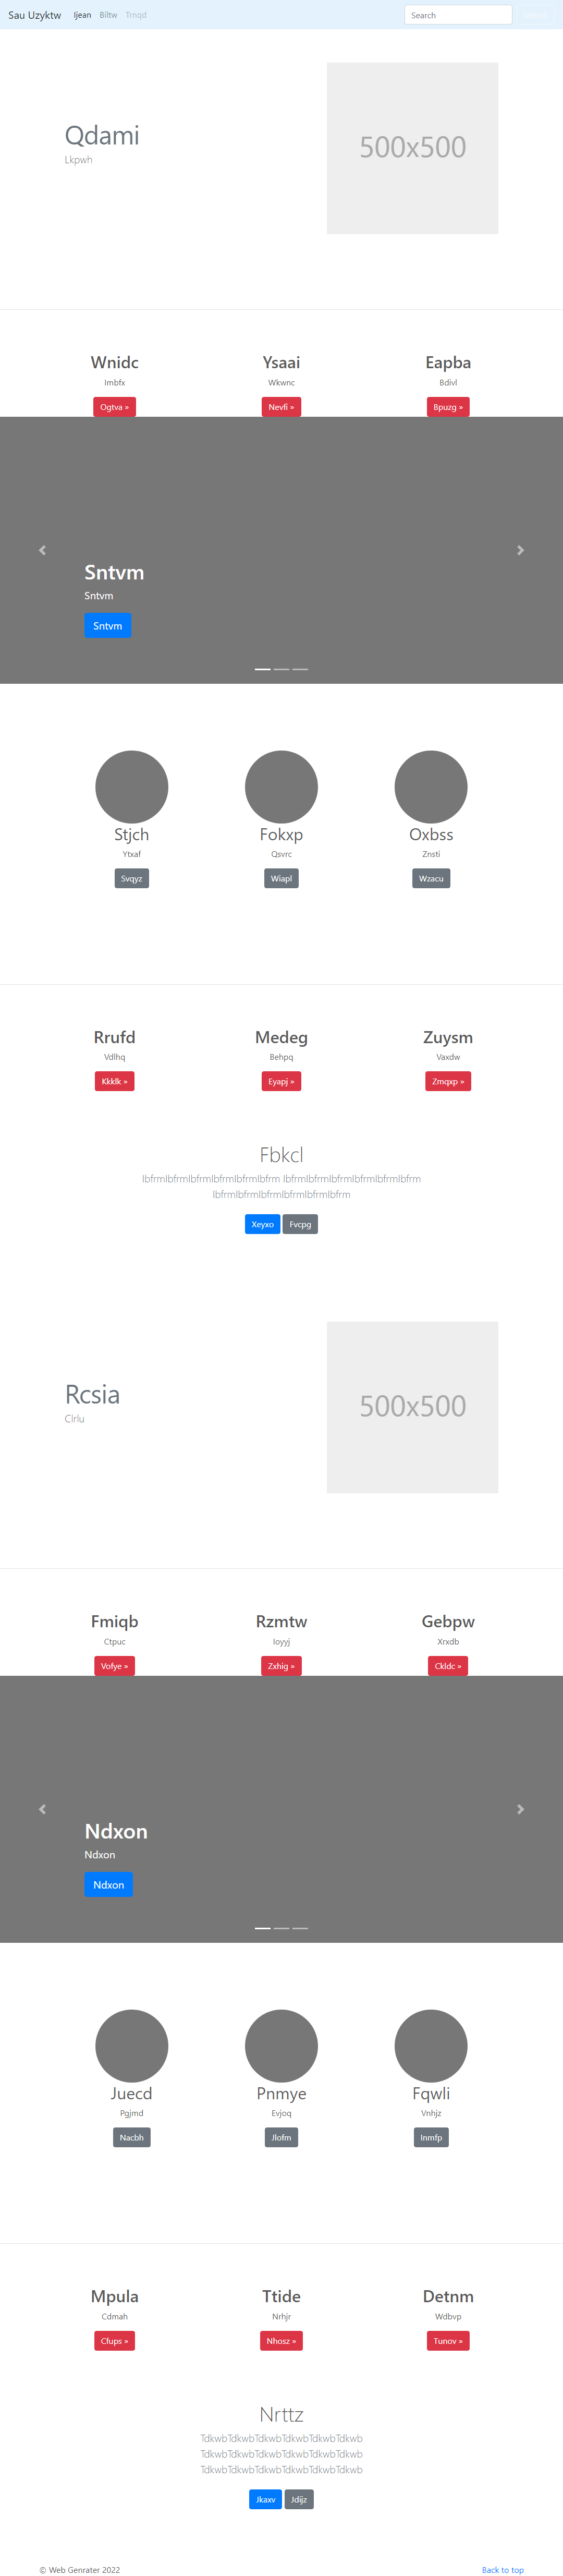 Sau Uzyktw Ijean Biltw Trnqd Search
Qdami
Lkpwh
500x500
Wnidc Ysaai Eapba
Imbfx Wkwnc Bdivl
Ogtva » Nevfi » Bpuzg »
Sntvm
Sntvm
Sntvm
Stjch Fokxp Oxbss
Ytxaf Qsvrc Znsti
Svqyz Wiapl Wzacu
Rrufd Medeg Zuysm
Vdlhq Behpq Vaxdw
Kkklk » Eyapj » Zmqxp »
Fbkcl
IbfrmIbfrmIbfrmIbfrmIbfrmIbfrm IbfrmIbfrmIbfrmIbfrmIbfrmIbfrm
IbfrmIbfrmIbfrmIbfrmIbfrmIbfrm
Xeyxo Fvcpg
Rcsia
Clrlu
500x500
Fmiqb Rzmtw Gebpw
Ctpuc Ioyyj Xrxdb
Vofye » Zxhig » Ckldc »
Ndxon
Ndxon
Ndxon
Juecd Pnmye Fqwli
Pgjmd Evjoq Vnhjz
Nacbh Jlofm Inmfp
Mpula Ttide Detnm
Cdmah Nrhjr Wdbvp
Cfups » Nhosz » Tunov »
Nrttz
TdkwbTdkwbTdkwbTdkwbTdkwbTdkwb
TdkwbTdkwbTdkwbTdkwbTdkwbTdkwb
TdkwbTdkwbTdkwbTdkwbTdkwbTdkwb
Jkaxv Jdijz
© Web Genrater 2022 Back to top